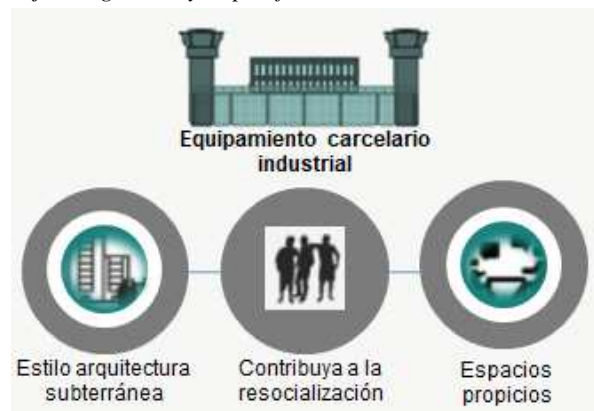 Equipamiento carcelario
industrial
Estilo arquitectura
subterránea
Contribuya a la
resocialización
Espacios
propicios